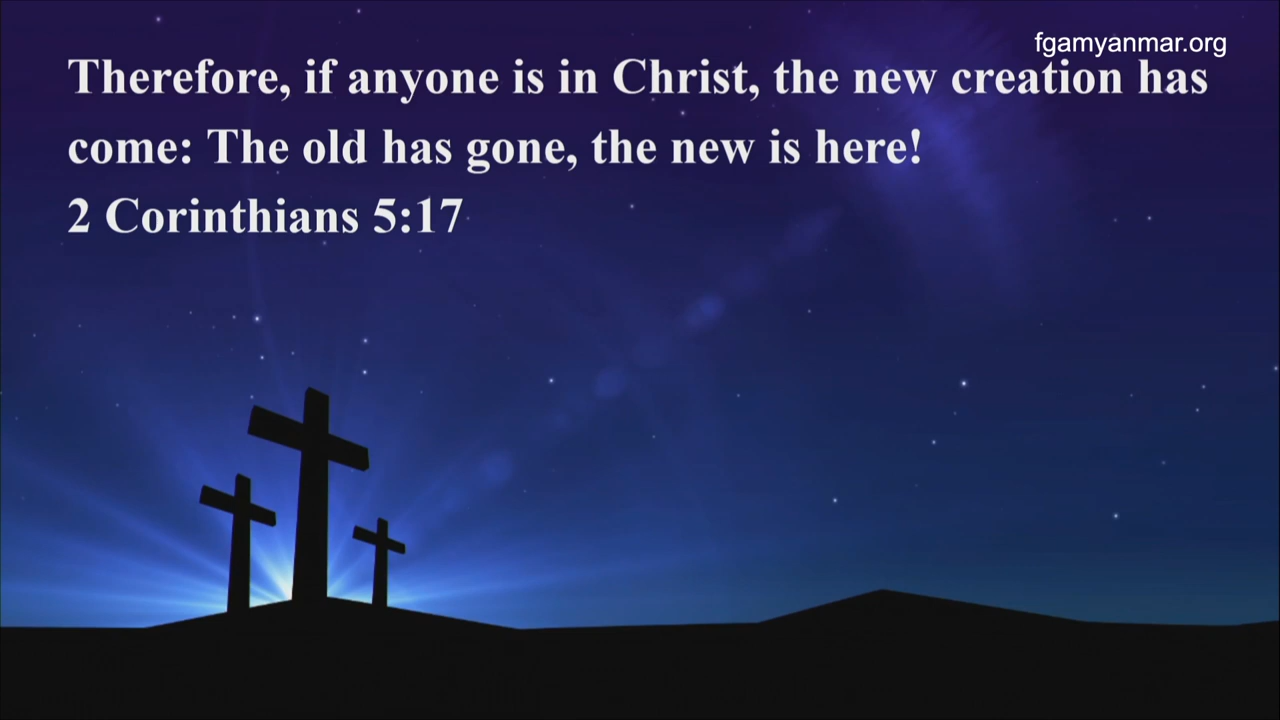 fgamyanmar.org
Therefore, if anyone is in Christ, the new creation has
come: The old has gone, the new is here!
2 Corinthians 5:17